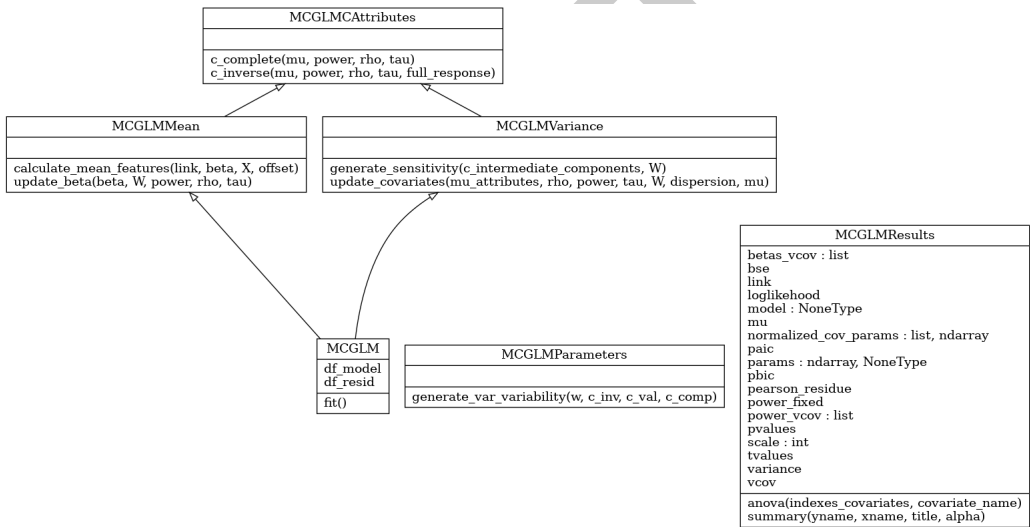 MCGLMCAttributes
c_complete(mu, power, rho, tau)
c_inverse(mu, power, rho, tau, full_response)
MCGLMMean
calculate_mean_features(link, beta, X, offset)
update_beta(beta, W, power, rho, tau)
MCGLMVariance
generate_sensitivity(c_intermediate_components, W)
update_covariates(mu_attributes, rho, power, tau, W, dispersion, mu)
MCGLM
df_model
df_resid
fit()
MCGLMParameters
generate_var_variability(w, c_inv, c_val, c_comp)
MCGLMResults
betas_vcov : list
bse
link
loglikehood
model : NoneType
mu
normalized_cov_params : list, ndarray
paic
params : ndarray, NoneType
pbic
pearson_residue
power_fixed
power_vcov : list
pvalues
scale : int
tvalues
variance
vcov
anova(indexes_covariates, covariate_name)
summary(yname, xname, title, alpha)